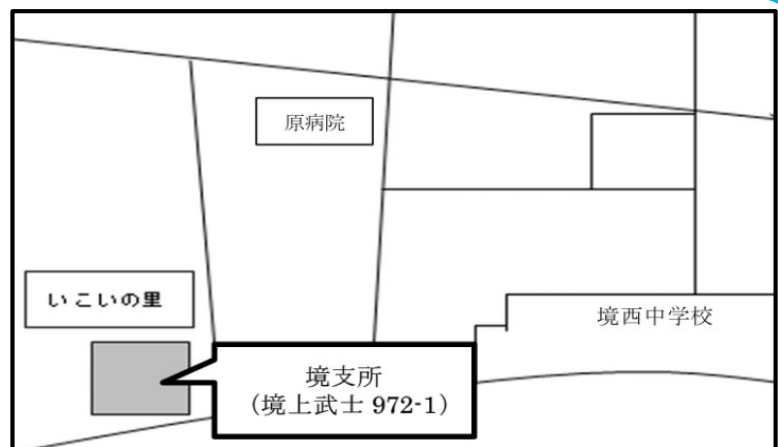 原病院
いこいの里
境西中学校
境支所
（境上武士 972-1）